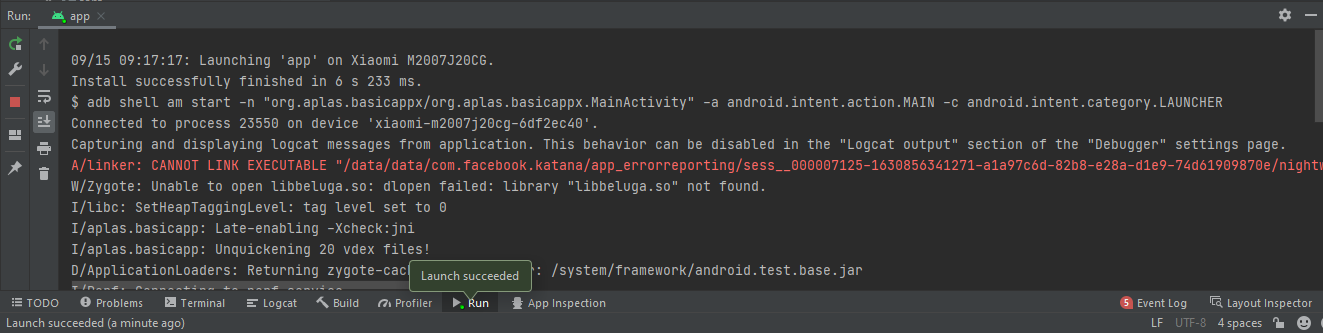 Run:
app
09/15 09:17:17: Launching 'app' on Xiaomi M2007J20CG.
Install successfully finished in 6 s 233 ms.
$ adb shell am start -n "org.aplas.basicappx/org.aplas.basicappx.MainActivity" -a android.intent.action.MAIN -c android.intent.category.LAUNCHER
Connected to process 23550 on device 'xiaomi-m2007j20cg-6df2ec40'.
Capturing and displaying logcat messages from application. This behavior can be disabled in the "Logcat output" section of the "Debugger" settings page.
A/linker: CANNOT LINK EXECUTABLE "/data/data/com.facebook.katana/app_errorreporting/sess__000007125-1630856341271-a1a97c6d-82b8-e28a-d1e9-74d61909870e/nightw
W/Zygote: Unable to open libbeluga.so: dlopen failed: library "libbeluga.so" not found.
I/libc: SetHeapTaggingLevel: tag level set to 0
I/aplas.basicapp: Late-enabling -Xcheck:jni
I/aplas.basicapp: Unquickening 20 vdex files!
D/ApplicationLoaders: Returning zygote-cac r: /system/framework/android.test.base.jar
Launch succeeded
I/Perf: Connecting to perf service
TODO Problems Terminal Logcat Build Profiler Run App Inspection 5 Event Log Layout Inspector
Launch succeeded (a minute ago) LF UTF-8 4 spaces